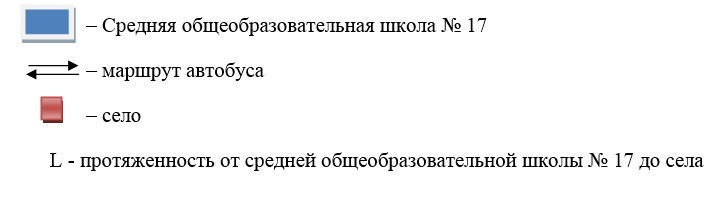 – Средняя общеобразовательная школа № 17
– маршрут автобуса
– село
L - протяженность от средней общеобразовательной школы № 17 до села